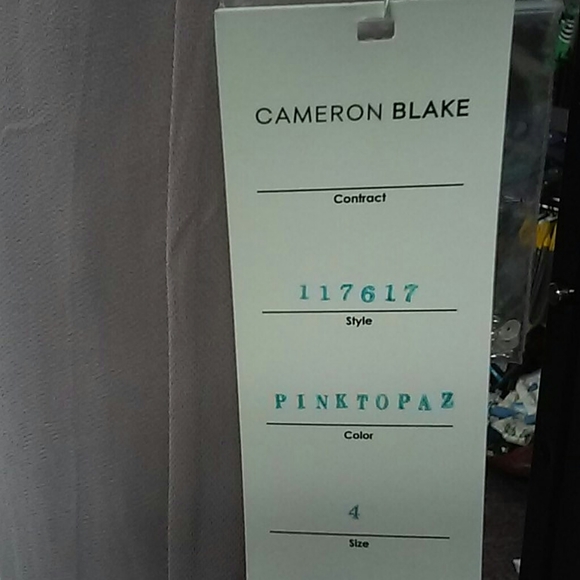 CAMERON BLAKE
Contract
117617
Style
PINKTOPAZ
Color
4
Size